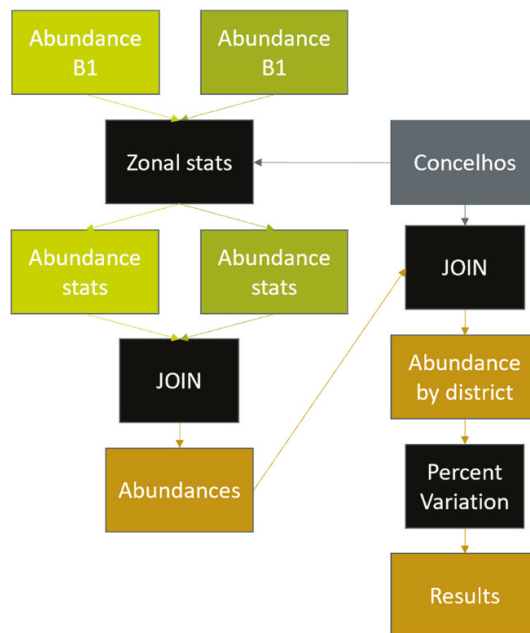 Abundance
B1
Abundance
B1
Zonal stats
Concelhos
Abundance
stats
Abundance
stats
JOIN
JOIN
Abundance
by district
Abundances
Percent
Variation
Results